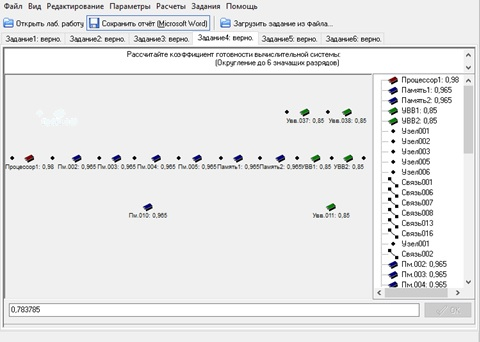 Файл Вид Редактирование Параметры Расчеты Задания Помощь
Открыть лаб. работу Сохранить отчёт (Microsoft Word) Загрузить задание из файла...
Задание1: верно. Задание2: верно. Задание3: верно. Задание4: верно. Задание5: верно. Задание6: верно.
Рассчитайте коэффициент готовности вычислительной системы:
(Округление до 6 значащих разрядов)
Увв.037: 0,85 Увв.038: 0,85
Процессор1: 0,98 Пм.002: 0,965 Пм.003: 0,965 Пм.004: 0,965 Пм.005: 0,965 Память1: 0,965 Память2: 0,965 УВВ1: 0,85 УВВ2: 0,85
Пм.010: 0,965 Увв.011: 0,85
Процессор1: 0,98
Память1: 0,965
Память2: 0,965
УВВ1: 0,85
УВВ2: 0,85
Узел001
Узел002
Узел003
Узел005
Узел006
Связь001
Связь006
Связь007
Связь008
Связь013
Связь016
Узел001
Связь002
Пм.002: 0,965
Пм.003: 0,965
Пм.004: 0,965
0,783785
OK